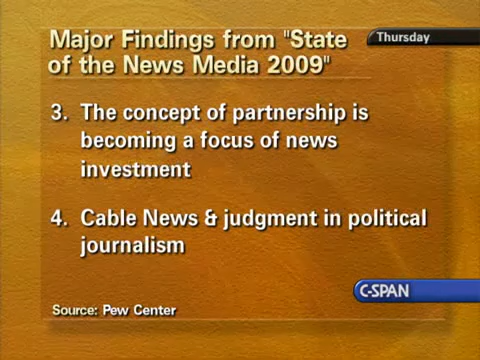 Major Findings from "State
of the News Media 2009"
Thursday
3. The concept of partnership is
becoming a focus of news
investment
4. Cable News & judgment in political
journalism
C-SPAN
Source: Pew Center